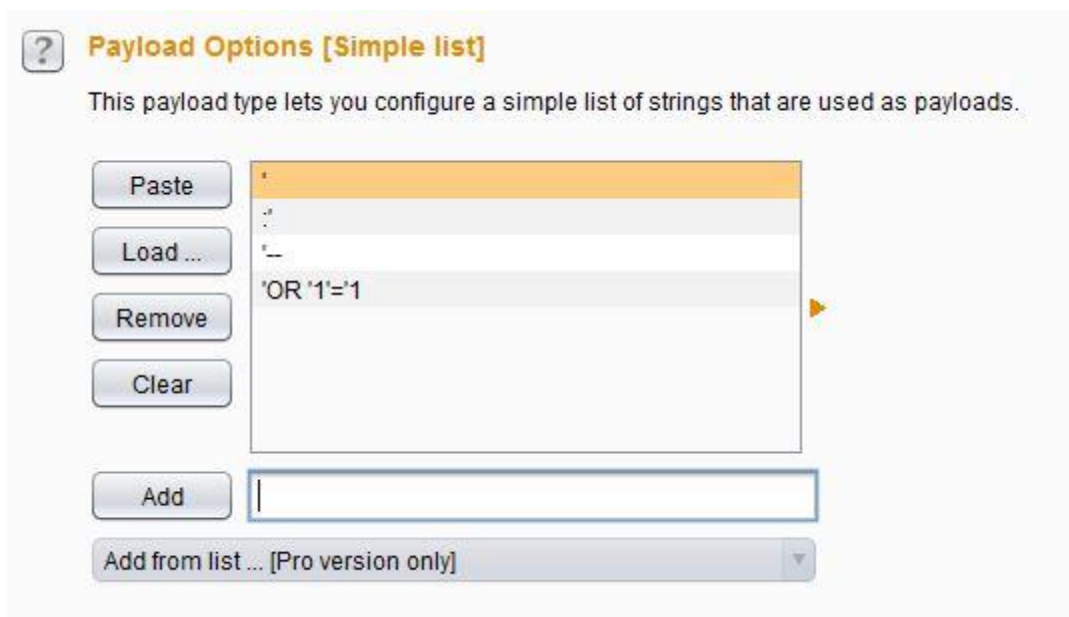 ?
Payload Options [Simple list]
This payload type lets you configure a simple list of strings that are used as payloads.
Paste
'
:'
Load ...
'--
'OR '1'='1
Remove
Clear
Add
Add from list ... [Pro version only]